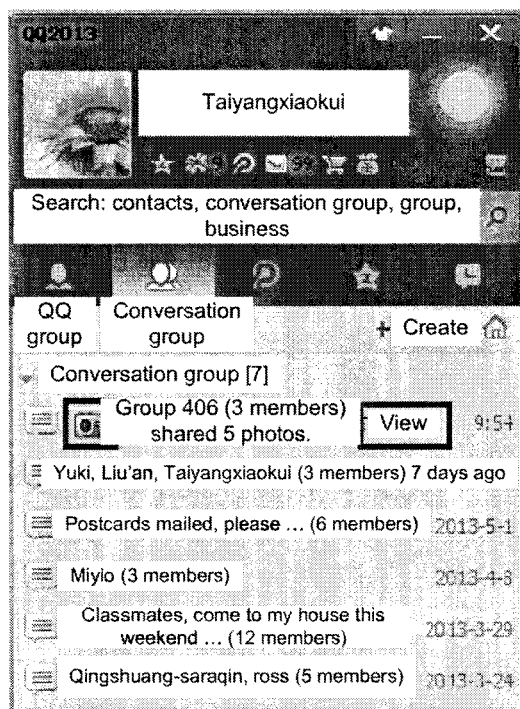 QQ2013
Taiyangxiaokui
Search: contacts, conversation group, group,
business
QQ
group
Conversation
group
+ Create
Conversation group [7]
Group 406 (3 members)
shared 5 photos.
View
9:54
Yuki, Liu'an, Taiyangxiaokui (3 members) 7 days ago
Postcards mailed, please ... (6 members)
2013-5-1
Miylo (3 members)
2013-4-8
Classmates, come to my house this
weekend ... (12 members)
2013-3-29
Qingshuang-saraqin, ross (5 members)
2013-3-24